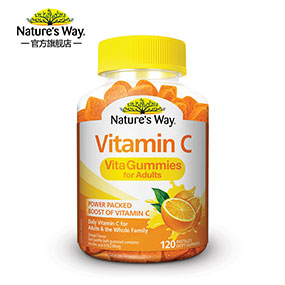 Nature's Way.
官方旗舰店
Nature's Way.
Vitamin C
VitaGummies
for Adults
POWER PACKED
BOOST OF VITAMIN C
Daily Vitamin C for
Adults & the Whole Family
120 PASTILLES